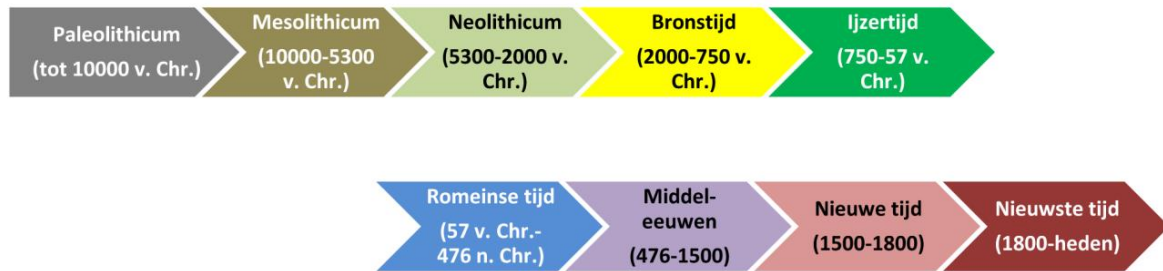 Paleolithicum
(tot 10000 v. Chr.)
Mesolithicum
(10000-5300
v. Chr.)
Neolithicum
(5300-2000 v.
Chr.)
Bronstijd
(2000-750 v.
Chr.)
Ijzertijd
(750-57 v.
Chr.)
Romeinse tijd
(57 v. Chr.-
476 n. Chr.)
Middel-
eeuwen
(476-1500)
Nieuwe tijd
(1500-1800)
Nieuwste tijd
(1800-heden)